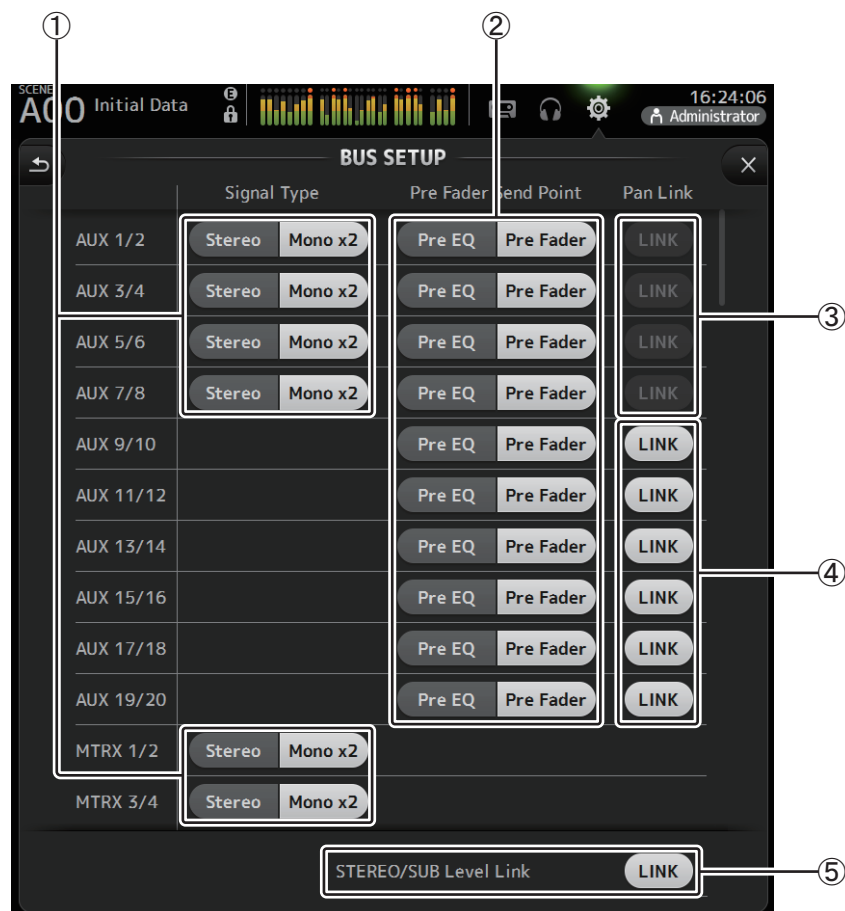 ① ②
SCENE
A00 Initial Data E 16:24:06
Administrator
BUS SETUP
Signal Type Pre Fader Send Point Pan Link
AUX 1/2 Stereo Mono x2 Pre EQ Pre Fader LINK
AUX 3/4 Stereo Mono x2 Pre EQ Pre Fader LINK
③
AUX 5/6 Stereo Mono x2 Pre EQ Pre Fader LINK
AUX 7/8 Stereo Mono x2 Pre EQ Pre Fader LINK
AUX 9/10 Pre EQ Pre Fader LINK
AUX 11/12 Pre EQ Pre Fader LINK
AUX 13/14 Pre EQ Pre Fader LINK
④
AUX 15/16 Pre EQ Pre Fader LINK
AUX 17/18 Pre EQ Pre Fader LINK
AUX 19/20 Pre EQ Pre Fader LINK
MTRX 1/2 Stereo Mono x2
MTRX 3/4 Stereo Mono x2
STEREO/SUB Level Link LINK ⑤